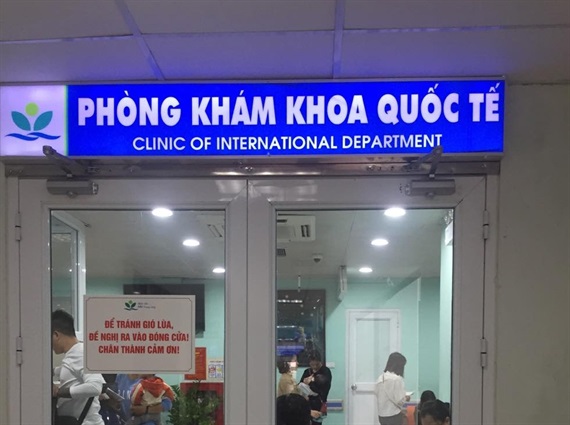 PHÒNG KHÁM KHOA QUỐC TẾ
CLINIC OF INTERNATIONAL DEPARTMENT
ĐỂ TRÁNH GIÓ LÙA,
ĐỀ NGHỊ RA VÀO ĐÓNG CỬA!
CHÂN THÀNH CẢM ƠN!